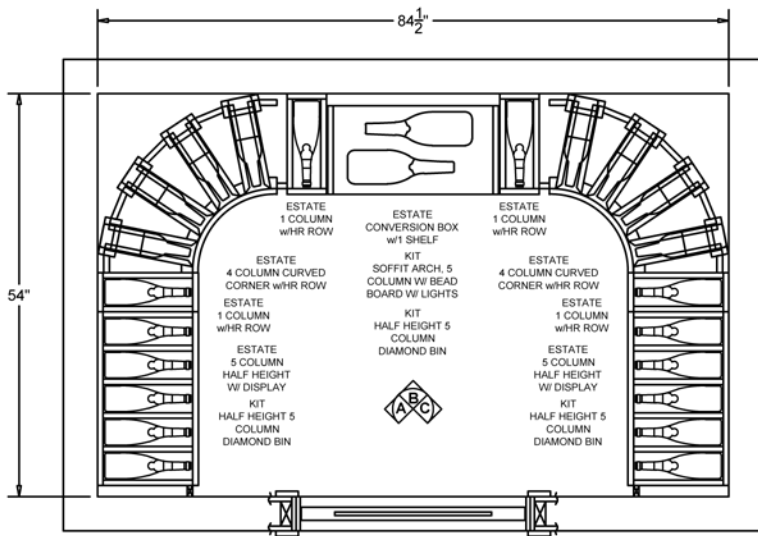 84 1/2"
54"
ESTATE
1 COLUMN
w/HR ROW
ESTATE
4 COLUMN CURVED
CORNER w/HR ROW
ESTATE
1 COLUMN
w/HR ROW
ESTATE
5 COLUMN
HALF HEIGHT
W/ DISPLAY
KIT
HALF HEIGHT 5
COLUMN
DIAMOND BIN
ESTATE
CONVERSION BOX
w/1 SHELF
KIT
SOFFIT ARCH, 5
COLUMN W/ BEAD
BOARD W/ LIGHTS
KIT
HALF HEIGHT 5
COLUMN
DIAMOND BIN
A B C
ESTATE
1 COLUMN
w/HR ROW
ESTATE
4 COLUMN CURVED
CORNER w/HR ROW
ESTATE
1 COLUMN
w/HR ROW
ESTATE
5 COLUMN
HALF HEIGHT
W/ DISPLAY
KIT
HALF HEIGHT 5
COLUMN
DIAMOND BIN